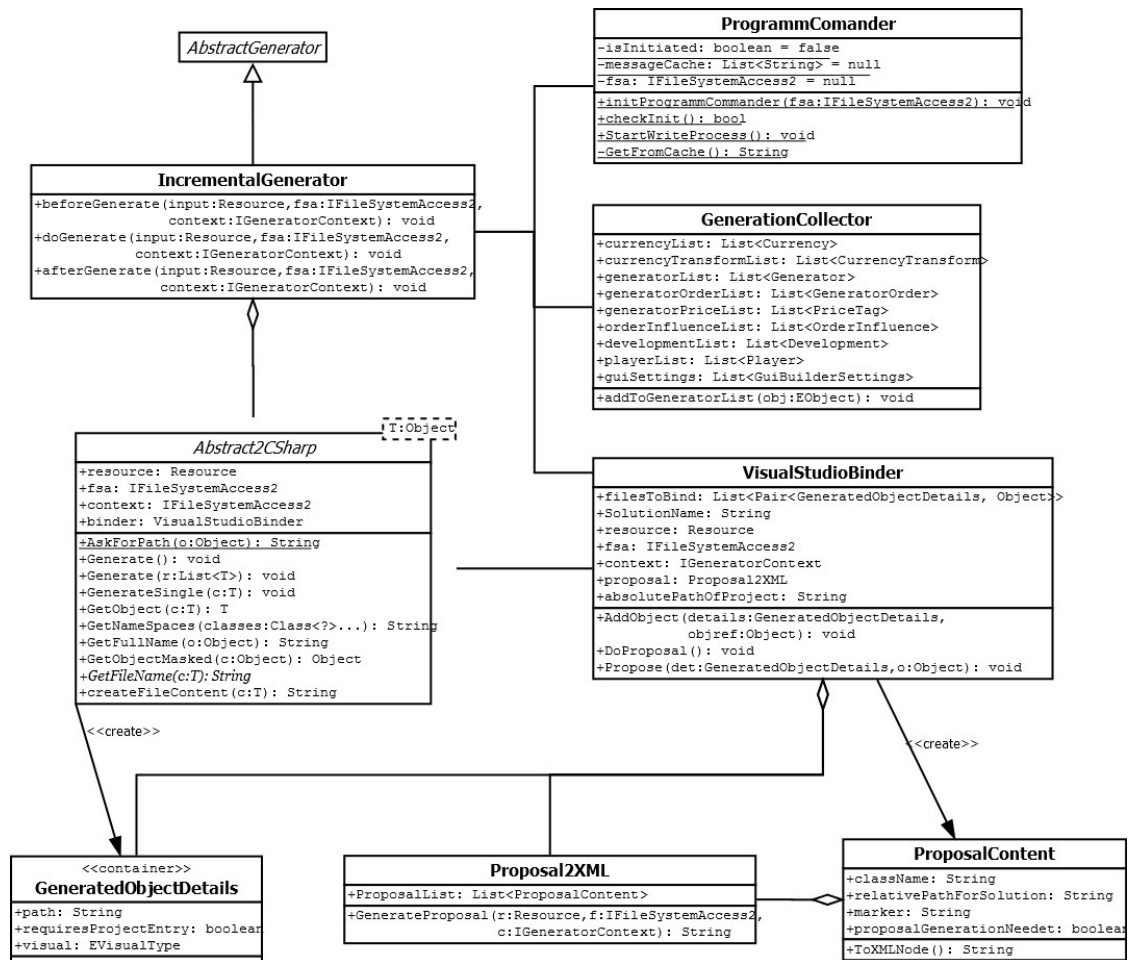 AbstractGenerator
IncrementalGenerator
+beforeGenerate(input:Resource,fsa:IFileSystemAccess2,
context:IGeneratorContext): void
+doGenerate(input:Resource,fsa:IFileSystemAccess2,
context:IGeneratorContext): void
+afterGenerate(input:Resource,fsa:IFileSystemAccess2,
context:IGeneratorContext): void
ProgrammComander
-isInitiated: boolean = false
-messageCache: List<String> = null
-fsa: IFileSystemAccess2 = null
+initProgrammCommander(fsa:IFileSystemAccess2): void
+checkInit(): bool
+StartWriteProcess(): void
-GetFromCache(): String
GenerationCollector
+currencyList: List<Currency>
+currencyTransformList: List<CurrencyTransform>
+generatorList: List<Generator>
+generatorOrderList: List<GeneratorOrder>
+generatorPriceList: List<PriceTag>
+orderInfluenceList: List<OrderInfluence>
+developmentList: List<Development>
+playerList: List<Player>
+guiSettings: List<GuiBuilderSettings>
+addToGeneratorList(obj:EObject): void
T:Object
Abstract2CSharp
+resource: Resource
+fsa: IFileSystemAccess2
+context: IFileSystemAccess2
+binder: VisualStudioBinder
+AskForPath(o:Object): String
+Generate(): void
+Generate(r:List<T>): void
+GenerateSingle(c:T): void
+GetObject(c:T): T
+GetNameSpaces(classes:Class<?>...): String
+GetFullName(o:Object): String
+GetObjectMasked(c:Object): Object
+GetFileName(c:T): String
+createFileContent(c:T): String
VisualStudioBinder
+filesToBind: List<Pair<GeneratedObjectDetails, Object>>
+SolutionName: String
+resource: Resource
+fsa: IFileSystemAccess2
+context: IGeneratorContext
+proposal: Proposal2XML
+absolutePathOfProject: String
+AddObject(details:GeneratedObjectDetails,
objref:Object): void
+DoProposal(): void
+Propose(det:GeneratedObjectDetails,o:Object): void
<<create>>
<<create>>
<<container>>
GeneratedObjectDetails
+path: String
+requiresProjectEntry: boolean
+visual: EVisualType
Proposal2XML
+ProposalList: List<ProposalContent>
+GenerateProposal(r:Resource,f:IFileSystemAccess2,
c:IGeneratorContext): String
ProposalContent
+className: String
+relativePathForSolution: String
+marker: String
+proposalGenerationNeedet: boolean
+ToXMLNode(): String